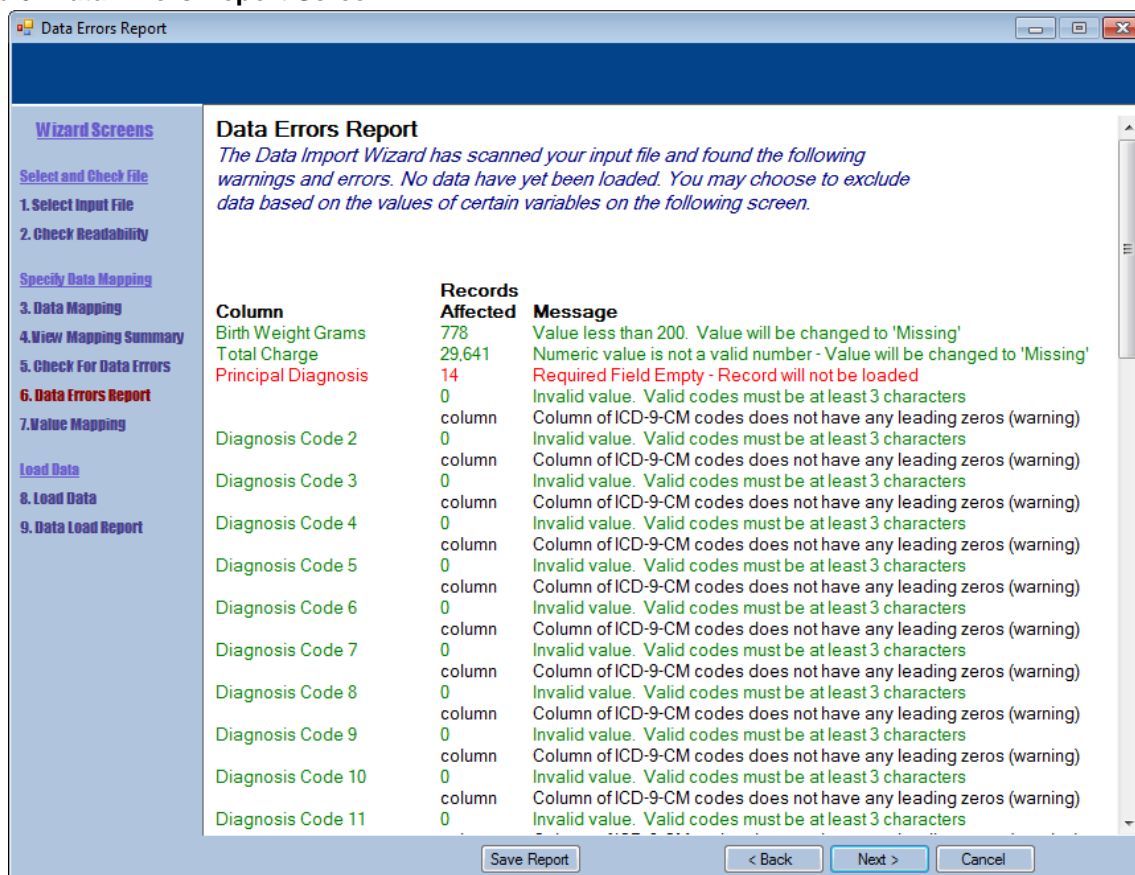 Data Errors Report
Wizard Screens
Select and Check File
1. Select Input File
2. Check Readability
Specify Data Mapping
3. Data Mapping
4.View Mapping Summary
5. Check For Data Errors
6. Data Errors Report
7.Value Mapping
Load Data
8. Load Data
9. Data Load Report
Data Errors Report
The Data Import Wizard has scanned your input file and found the following
warnings and errors. No data have yet been loaded. You may choose to exclude
data based on the values of certain variables on the following screen.
Records
Column Affected Message
Birth Weight Grams 778 Value less than 200. Value will be changed to 'Missing'
Total Charge 29,641 Numeric value is not a valid number - Value will be changed to 'Missing'
Principal Diagnosis 14 Required Field Empty - Record will not be loaded
0 Invalid value. Valid codes must be at least 3 characters
column Column of ICD-9-CM codes does not have any leading zeros (warning)
Diagnosis Code 2 0 Invalid value. Valid codes must be at least 3 characters
column Column of ICD-9-CM codes does not have any leading zeros (warning)
Diagnosis Code 3 0 Invalid value. Valid codes must be at least 3 characters
column Column of ICD-9-CM codes does not have any leading zeros (warning)
Diagnosis Code 4 0 Invalid value. Valid codes must be at least 3 characters
column Column of ICD-9-CM codes does not have any leading zeros (warning)
Diagnosis Code 5 0 Invalid value. Valid codes must be at least 3 characters
column Column of ICD-9-CM codes does not have any leading zeros (warning)
Diagnosis Code 6 0 Invalid value. Valid codes must be at least 3 characters
column Column of ICD-9-CM codes does not have any leading zeros (warning)
Diagnosis Code 7 0 Invalid value. Valid codes must be at least 3 characters
column Column of ICD-9-CM codes does not have any leading zeros (warning)
Diagnosis Code 8 0 Invalid value. Valid codes must be at least 3 characters
column Column of ICD-9-CM codes does not have any leading zeros (warning)
Diagnosis Code 9 0 Invalid value. Valid codes must be at least 3 characters
column Column of ICD-9-CM codes does not have any leading zeros (warning)
Diagnosis Code 10 0 Invalid value. Valid codes must be at least 3 characters
column Column of ICD-9-CM codes does not have any leading zeros (warning)
Diagnosis Code 11 0 Invalid value. Valid codes must be at least 3 characters
Save Report < Back Next > Cancel